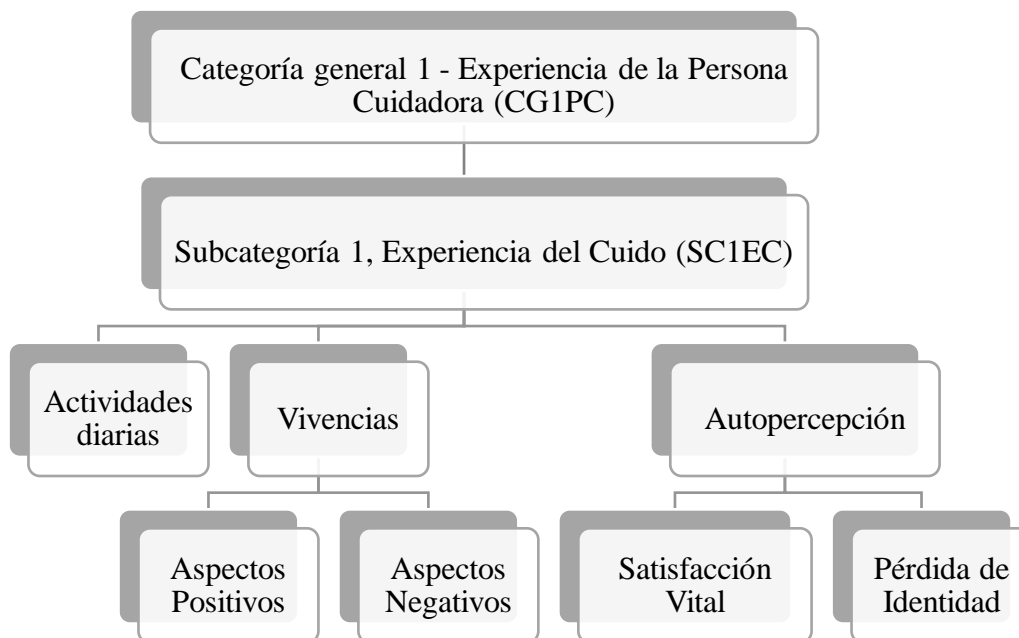 Categoría general 1 - Experiencia de la Persona
Cuidadora (CG1PC)
Subcategoría 1, Experiencia del Cuido (SC1EC)
Actividades
diarias
Vivencias
Autopercepción
Aspectos
Positivos
Aspectos
Negativos
Satisfacción
Vital
Pérdida de
Identidad